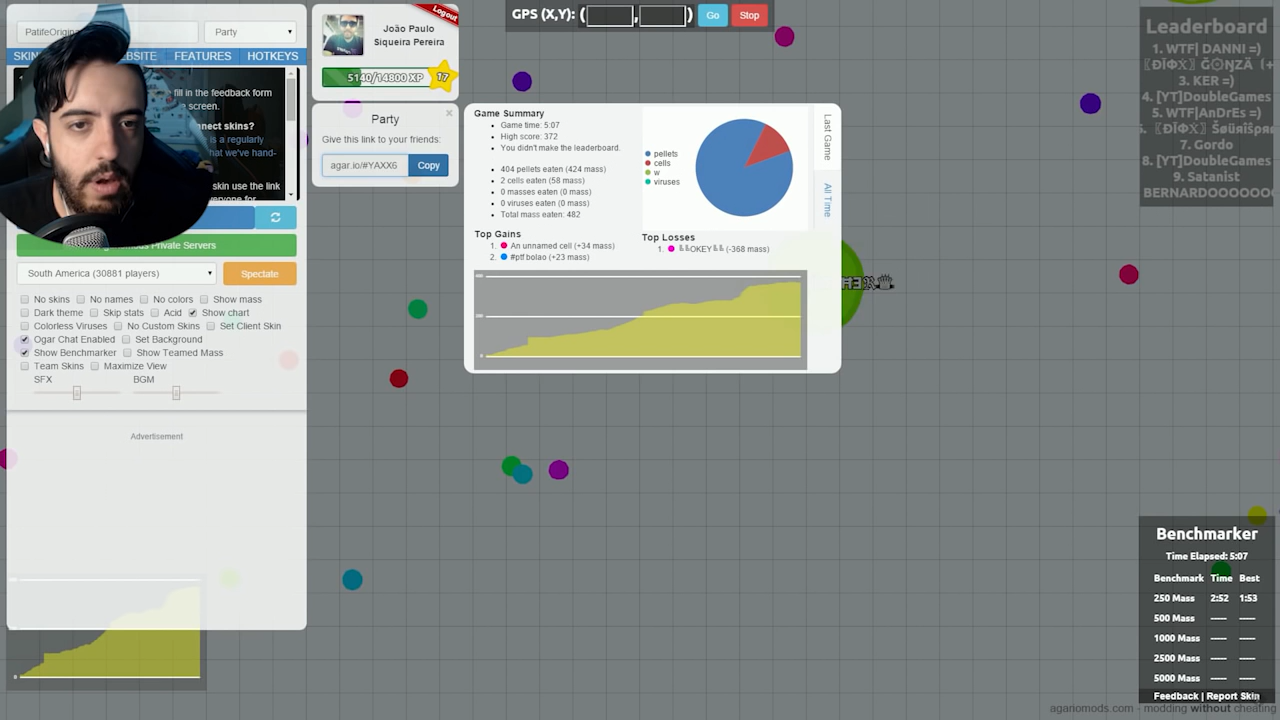 PatifeOrigin
Party
SKIN
WEBSITE
FEATURES
HOTKEYS
fill in the feedback form
screen.
nnect skins?
is a regularly
hat we've hand-
skin use the link
everyone for
Private Servers
South America (30881 players)
Spectate
No skins
No names
No colors
Show mass
Dark theme
Skip stats
Acid
Show chart
Colorless Viruses
No Custom Skins
Set Client Skin
Ogar Chat Enabled
Set Background
Show Benchmarker
Show Teamed Mass
Team Skins
Maximize View
SFX
BGM
Advertisement
Logout
João Paulo
Siqueira Pereira
5140/14800 XP
17
Party
Give this link to your friends:
agar.io/#YAXX6
Copy
GPS (X,Y): ( , )
Go
Stop
Game Summary
Game time: 5:07
High score: 372
You didn't make the leaderboard.
404 pellets eaten (424 mass)
2 cells eaten (58 mass)
0 masses eaten (0 mass)
0 viruses eaten (0 mass)
Total mass eaten: 482
pellets
cells
w
viruses
Last Game
All Time
Top Gains
1. An unnamed cell (+34 mass)
2. #ptf bolao (+23 mass)
Top Losses
1. ╚╚OKEY╚╚ (-368 mass)
Leaderboard
1. WTF| DANNI =)
3. KER =)
4. [YT]DoubleGames
5. WTF|AnDrEs =)
7. Gordo
8. [YT]DoubleGames
9. Satanist
BERNARDOOOOOO
Benchmarker
Time Elapsed: 5:07
Benchmark Time Best
250 Mass 2:52 1:53
500 Mass ----- -----
1000 Mass ----- -----
2500 Mass ----- -----
5000 Mass ----- -----
Feedback | Report Skin
agariomods.com - modding without cheating